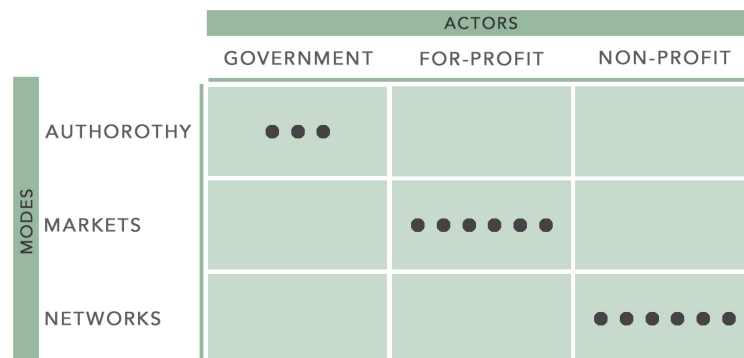 ACTORS
GOVERNMENT FOR-PROFIT NON-PROFIT
MODES
AUTHOROTHY
MARKETS
NETWORKS